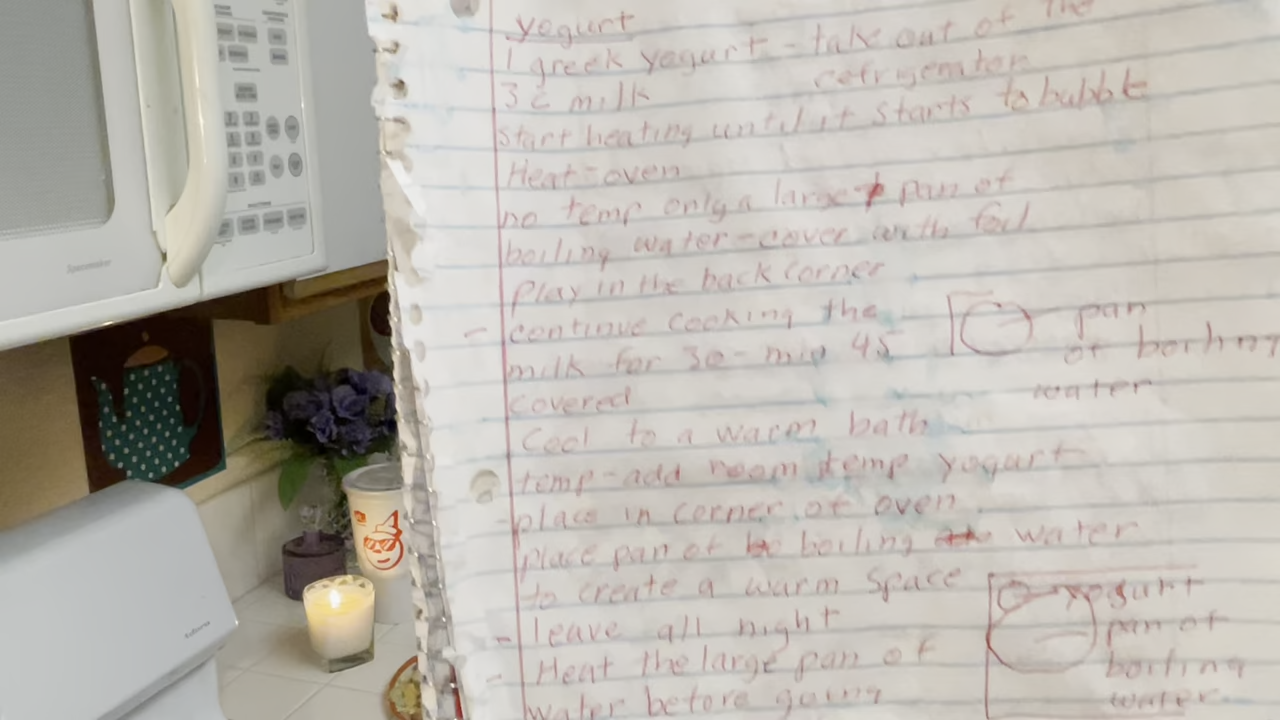 yogurt
1 greek yogurt - take out of the
refrigerator
3 c milk
start heating until it starts to bubble
Heat - oven
no temp only a large pan of
boiling water - cover with foil
play in the back corner
- continue cooking the
milk for 30 - min 45
covered
pan
of boiling
water
Cool to a warm bath
temp - add room temp yogurt
- place in corner of oven
place pan of boiling water
to create a warm space
- leave all night
- Heat the large pan of
water before going
yogurt
pan of
boiling
water
Spacemaker